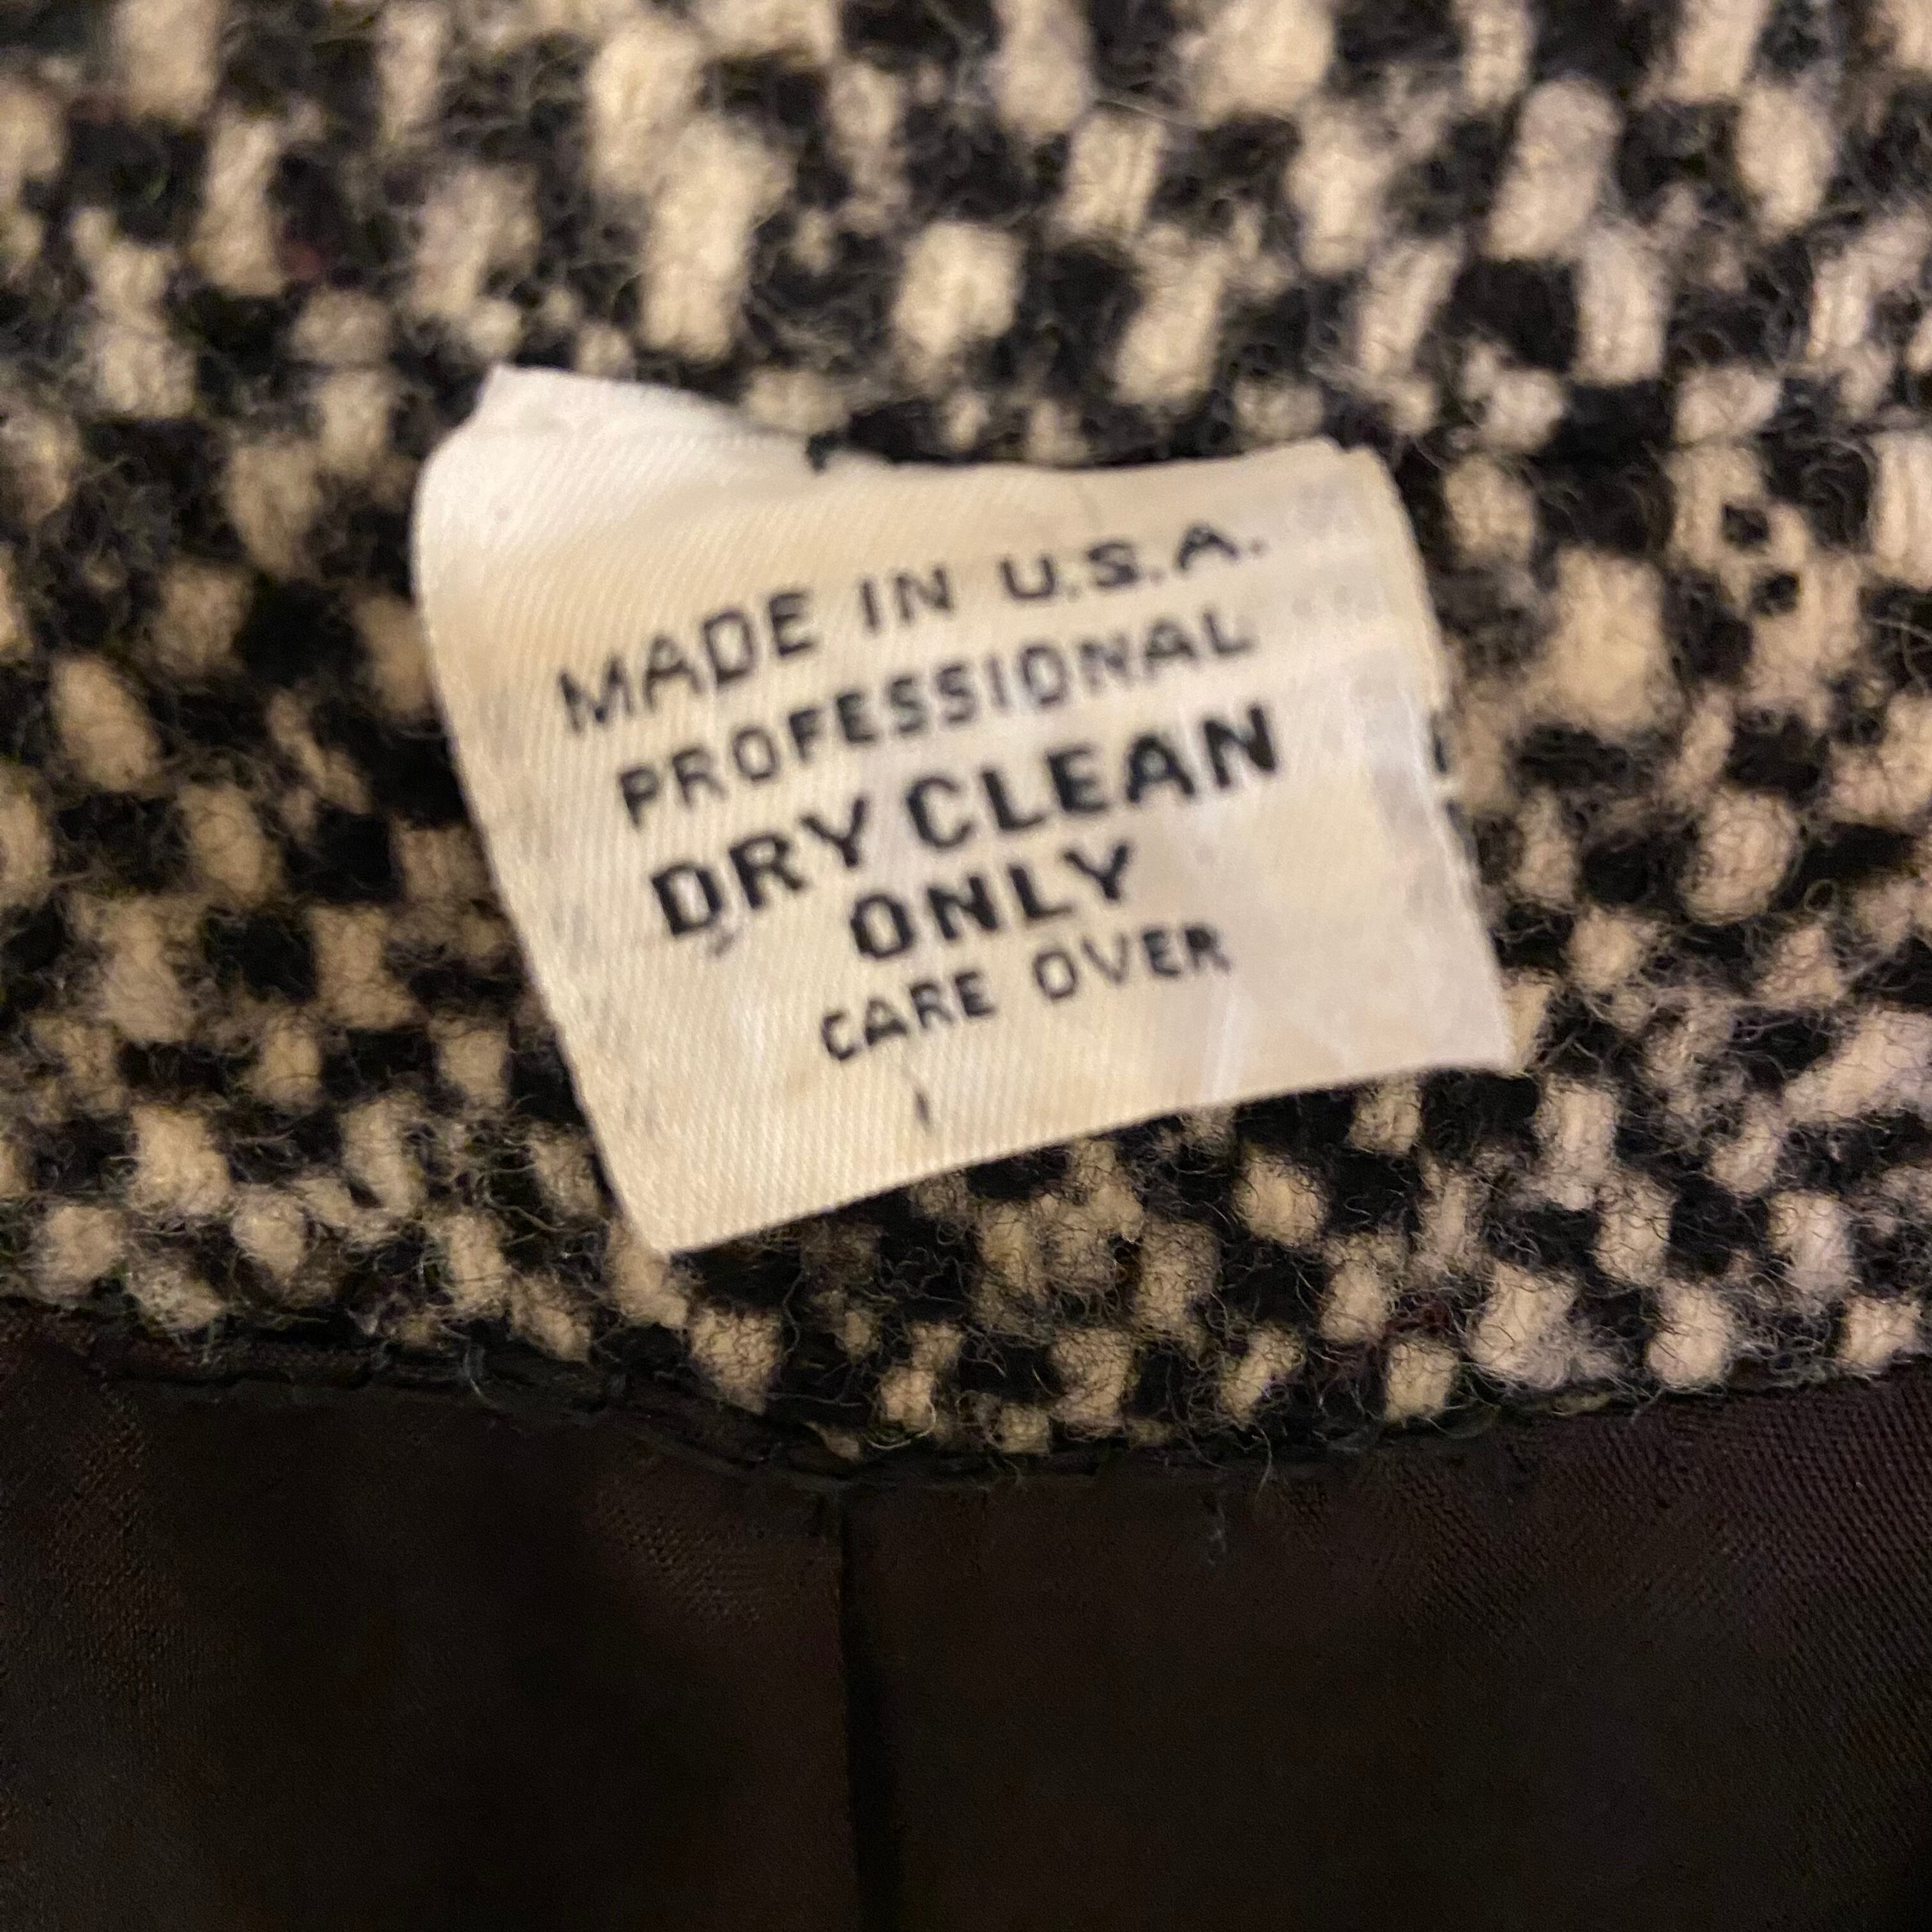 MADE IN U.S.A.
PROFESSIONAL
DRY CLEAN
ONLY
CARE OVER